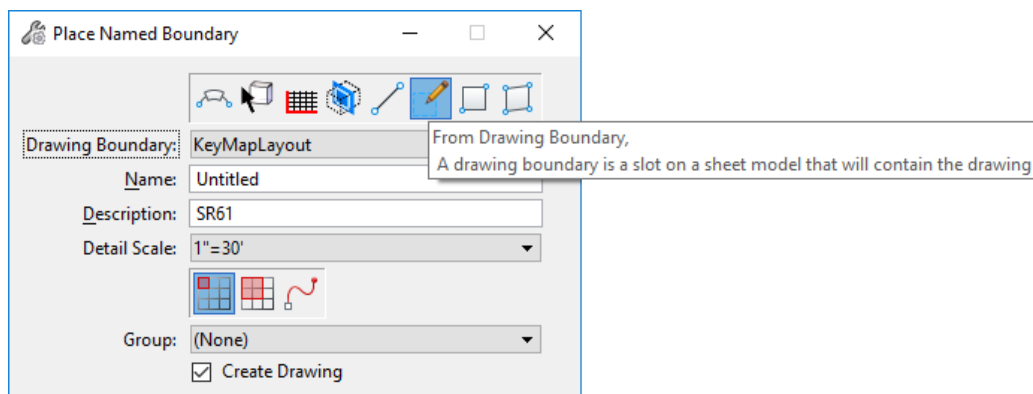 Place Named Boundary
Drawing Boundary: KeyMapLayout
From Drawing Boundary,
A drawing boundary is a slot on a sheet model that will contain the drawing
Name: Untitled
Description: SR61
Detail Scale: 1"=30'
Group: (None)
Create Drawing